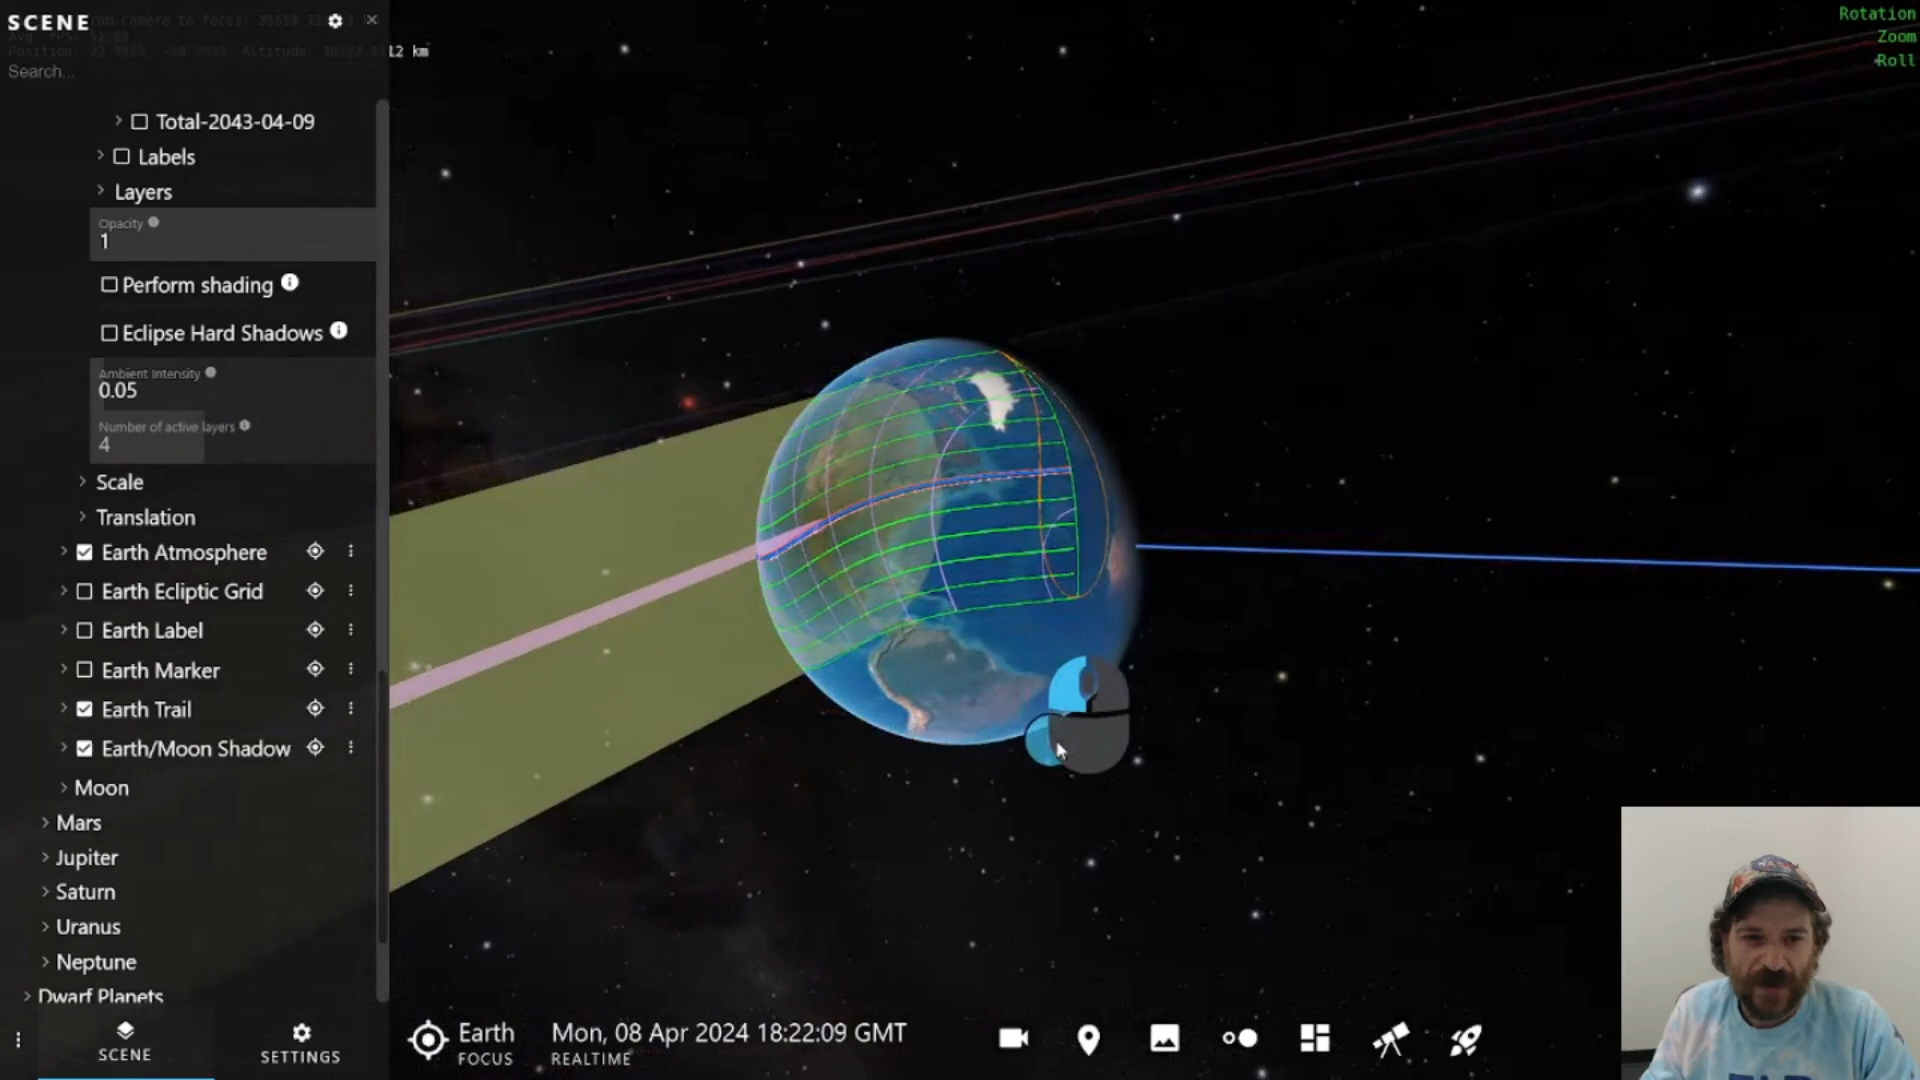 SCENE
12 km
Search...
Total-2043-04-09
Labels
Layers
Opacity
1
Perform shading
Eclipse Hard Shadows
Ambient Intensity
0.05
Number of active layers
4
Scale
Translation
Earth Atmosphere
Earth Ecliptic Grid
Earth Label
Earth Marker
Earth Trail
Earth/Moon Shadow
Moon
Mars
Jupiter
Saturn
Uranus
Neptune
Dwarf Planets
SCENE
SETTINGS
Earth
FOCUS
Mon, 08 Apr 2024 18:22:09 GMT
REALTIME
Rotation
Zoom
Roll